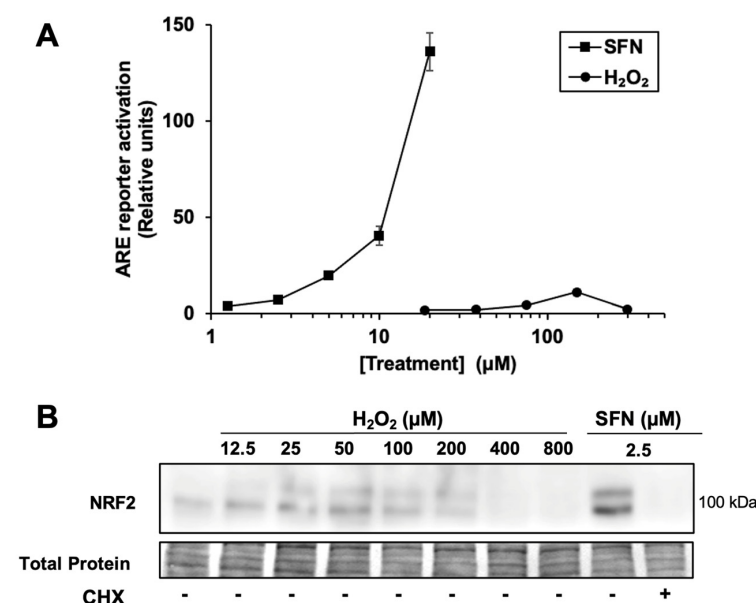 A
150
100
50
0
ARE reporter activation
(Relative units)
SFN
H₂O₂
1 10 100
[Treatment] (µM)
B
H₂O₂ (µM) SFN (µM)
12.5 25 50 100 200 400 800 2.5
NRF2 100 kDa
Total Protein
CHX - - - - - - - - - +